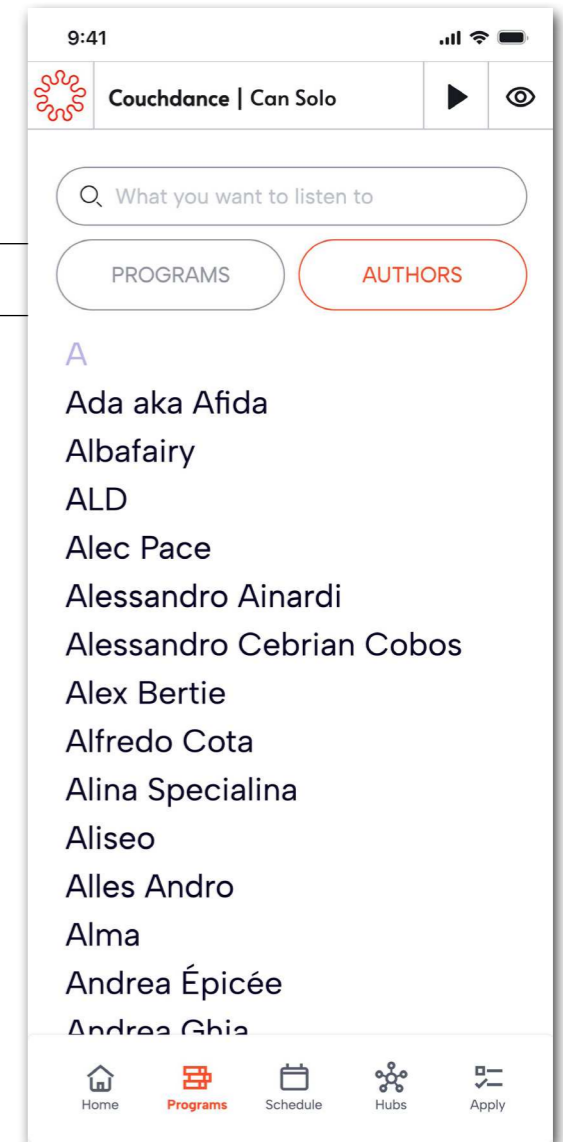 9:41
Couchdance | Can Solo
What you want to listen to
PROGRAMS AUTHORS
A
Ada aka Afida
Albafairy
ALD
Alec Pace
Alessandro Ainardi
Alessandro Cebrian Cobos
Alex Bertie
Alfredo Cota
Alina Specialina
Aliseo
Alles Andro
Alma
Andrea Épicée
Andrea Ghia
Home Programs Schedule Hubs Apply